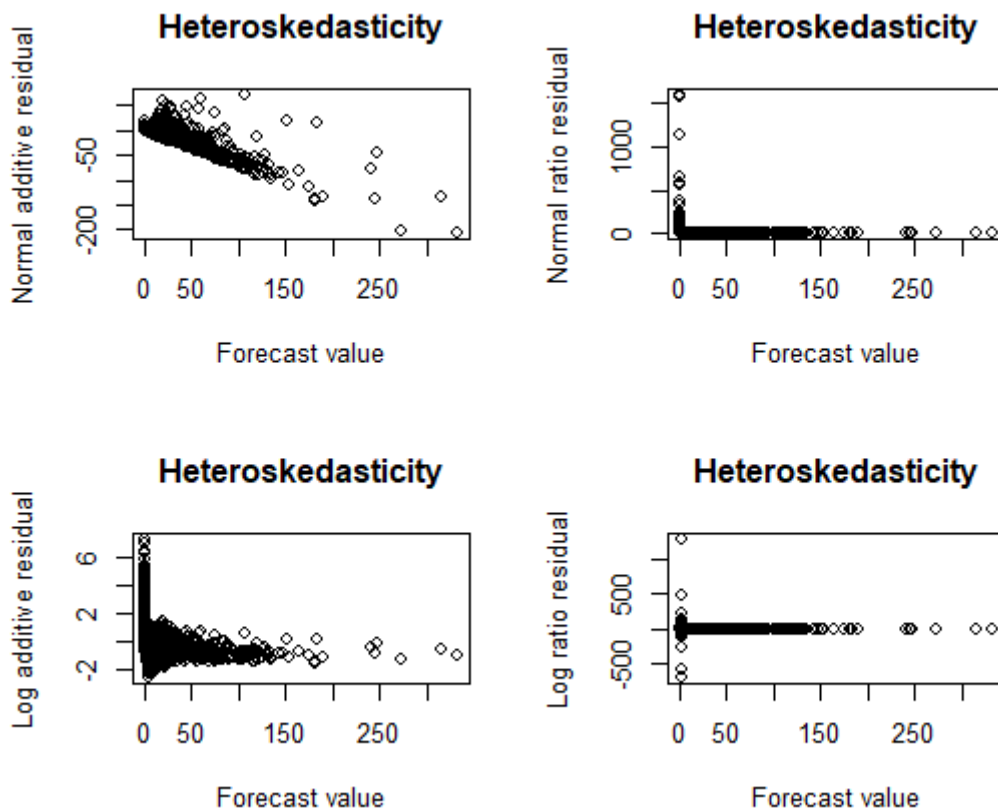 Heteroskedasticity
Normal additive residual
-50
-200
0 50 150 250
Forecast value
Heteroskedasticity
Normal ratio residual
1000
0
0 50 150 250
Forecast value
Heteroskedasticity
Log additive residual
6
2
-2
0 50 150 250
Forecast value
Heteroskedasticity
Log ratio residual
500
-500
0 50 150 250
Forecast value